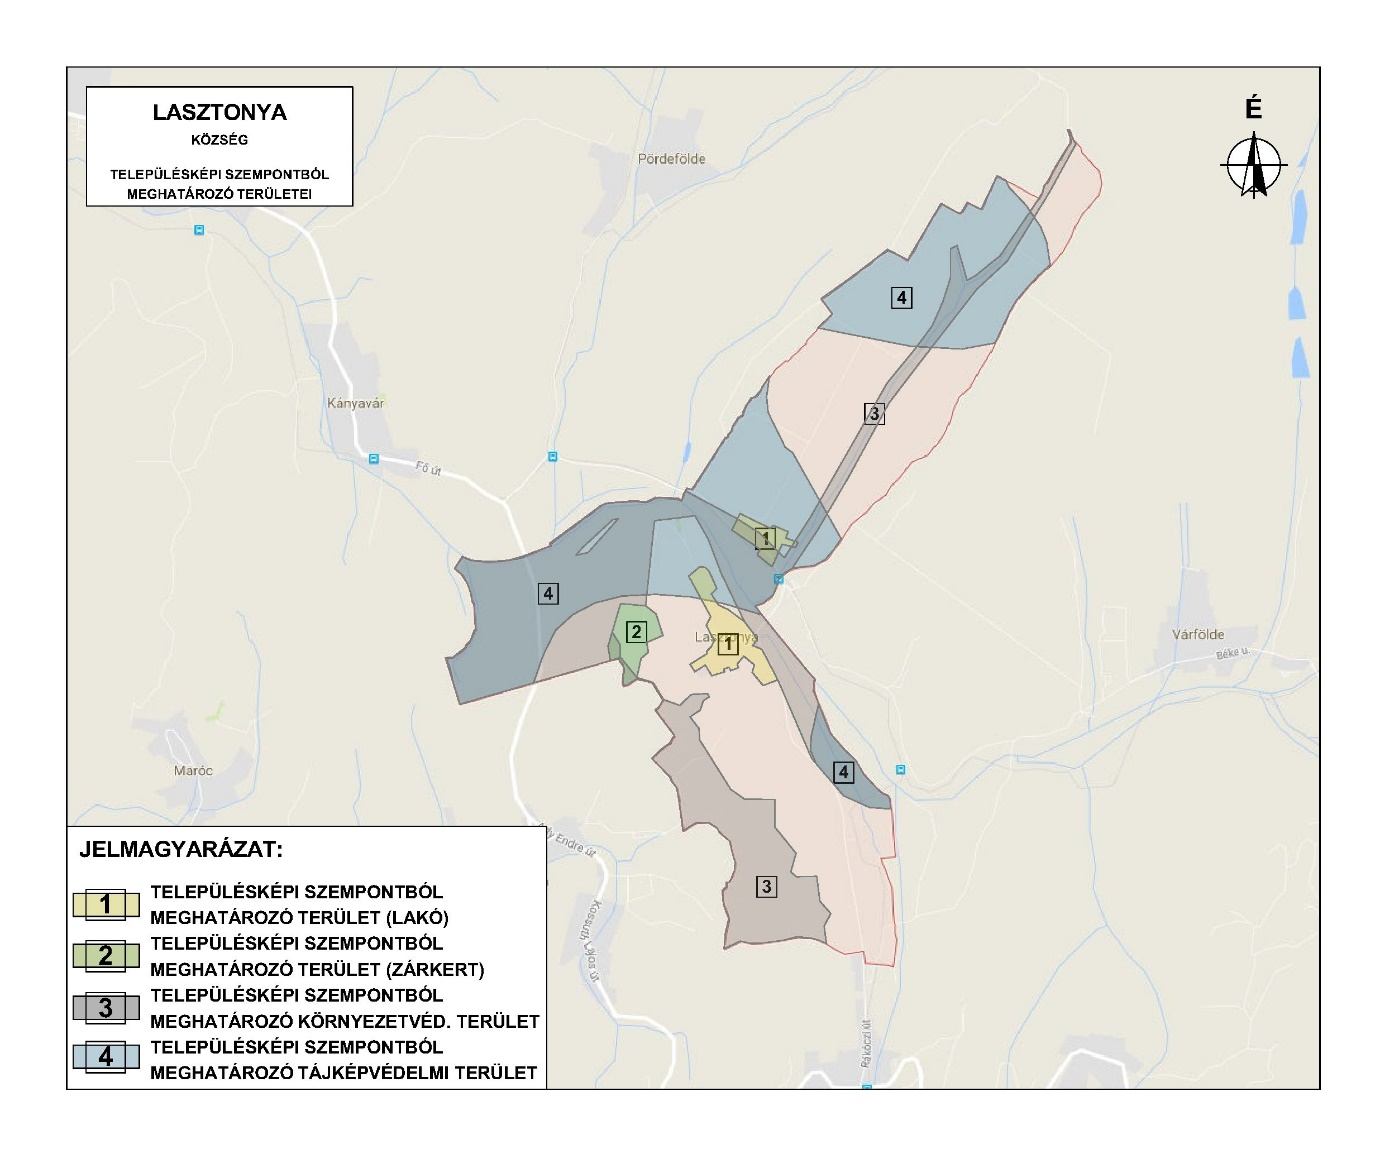 LASZTONYA
KÖZSÉG
TELEPÜLÉSKÉPI SZEMPONTBÓL
MEGHATÁROZÓ TERÜLETEI
É
Pördefölde
4
Kányavár
3
Fő út
1
4
2
Lasztonya
1
Várfölde
Béke u.
Maróc
4
3
Ady Endre út
Kossuth Lajos út
Rákóczi út
JELMAGYARÁZAT:
1 TELEPÜLÉSKÉPI SZEMPONTBÓL
MEGHATÁROZÓ TERÜLET (LAKÓ)
2 TELEPÜLÉSKÉPI SZEMPONTBÓL
MEGHATÁROZÓ TERÜLET (ZÁRKERT)
3 TELEPÜLÉSKÉPI SZEMPONTBÓL
MEGHATÁROZÓ KÖRNYEZETVÉD. TERÜLET
4 TELEPÜLÉSKÉPI SZEMPONTBÓL
MEGHATÁROZÓ TÁJKÉPVÉDELMI TERÜLET